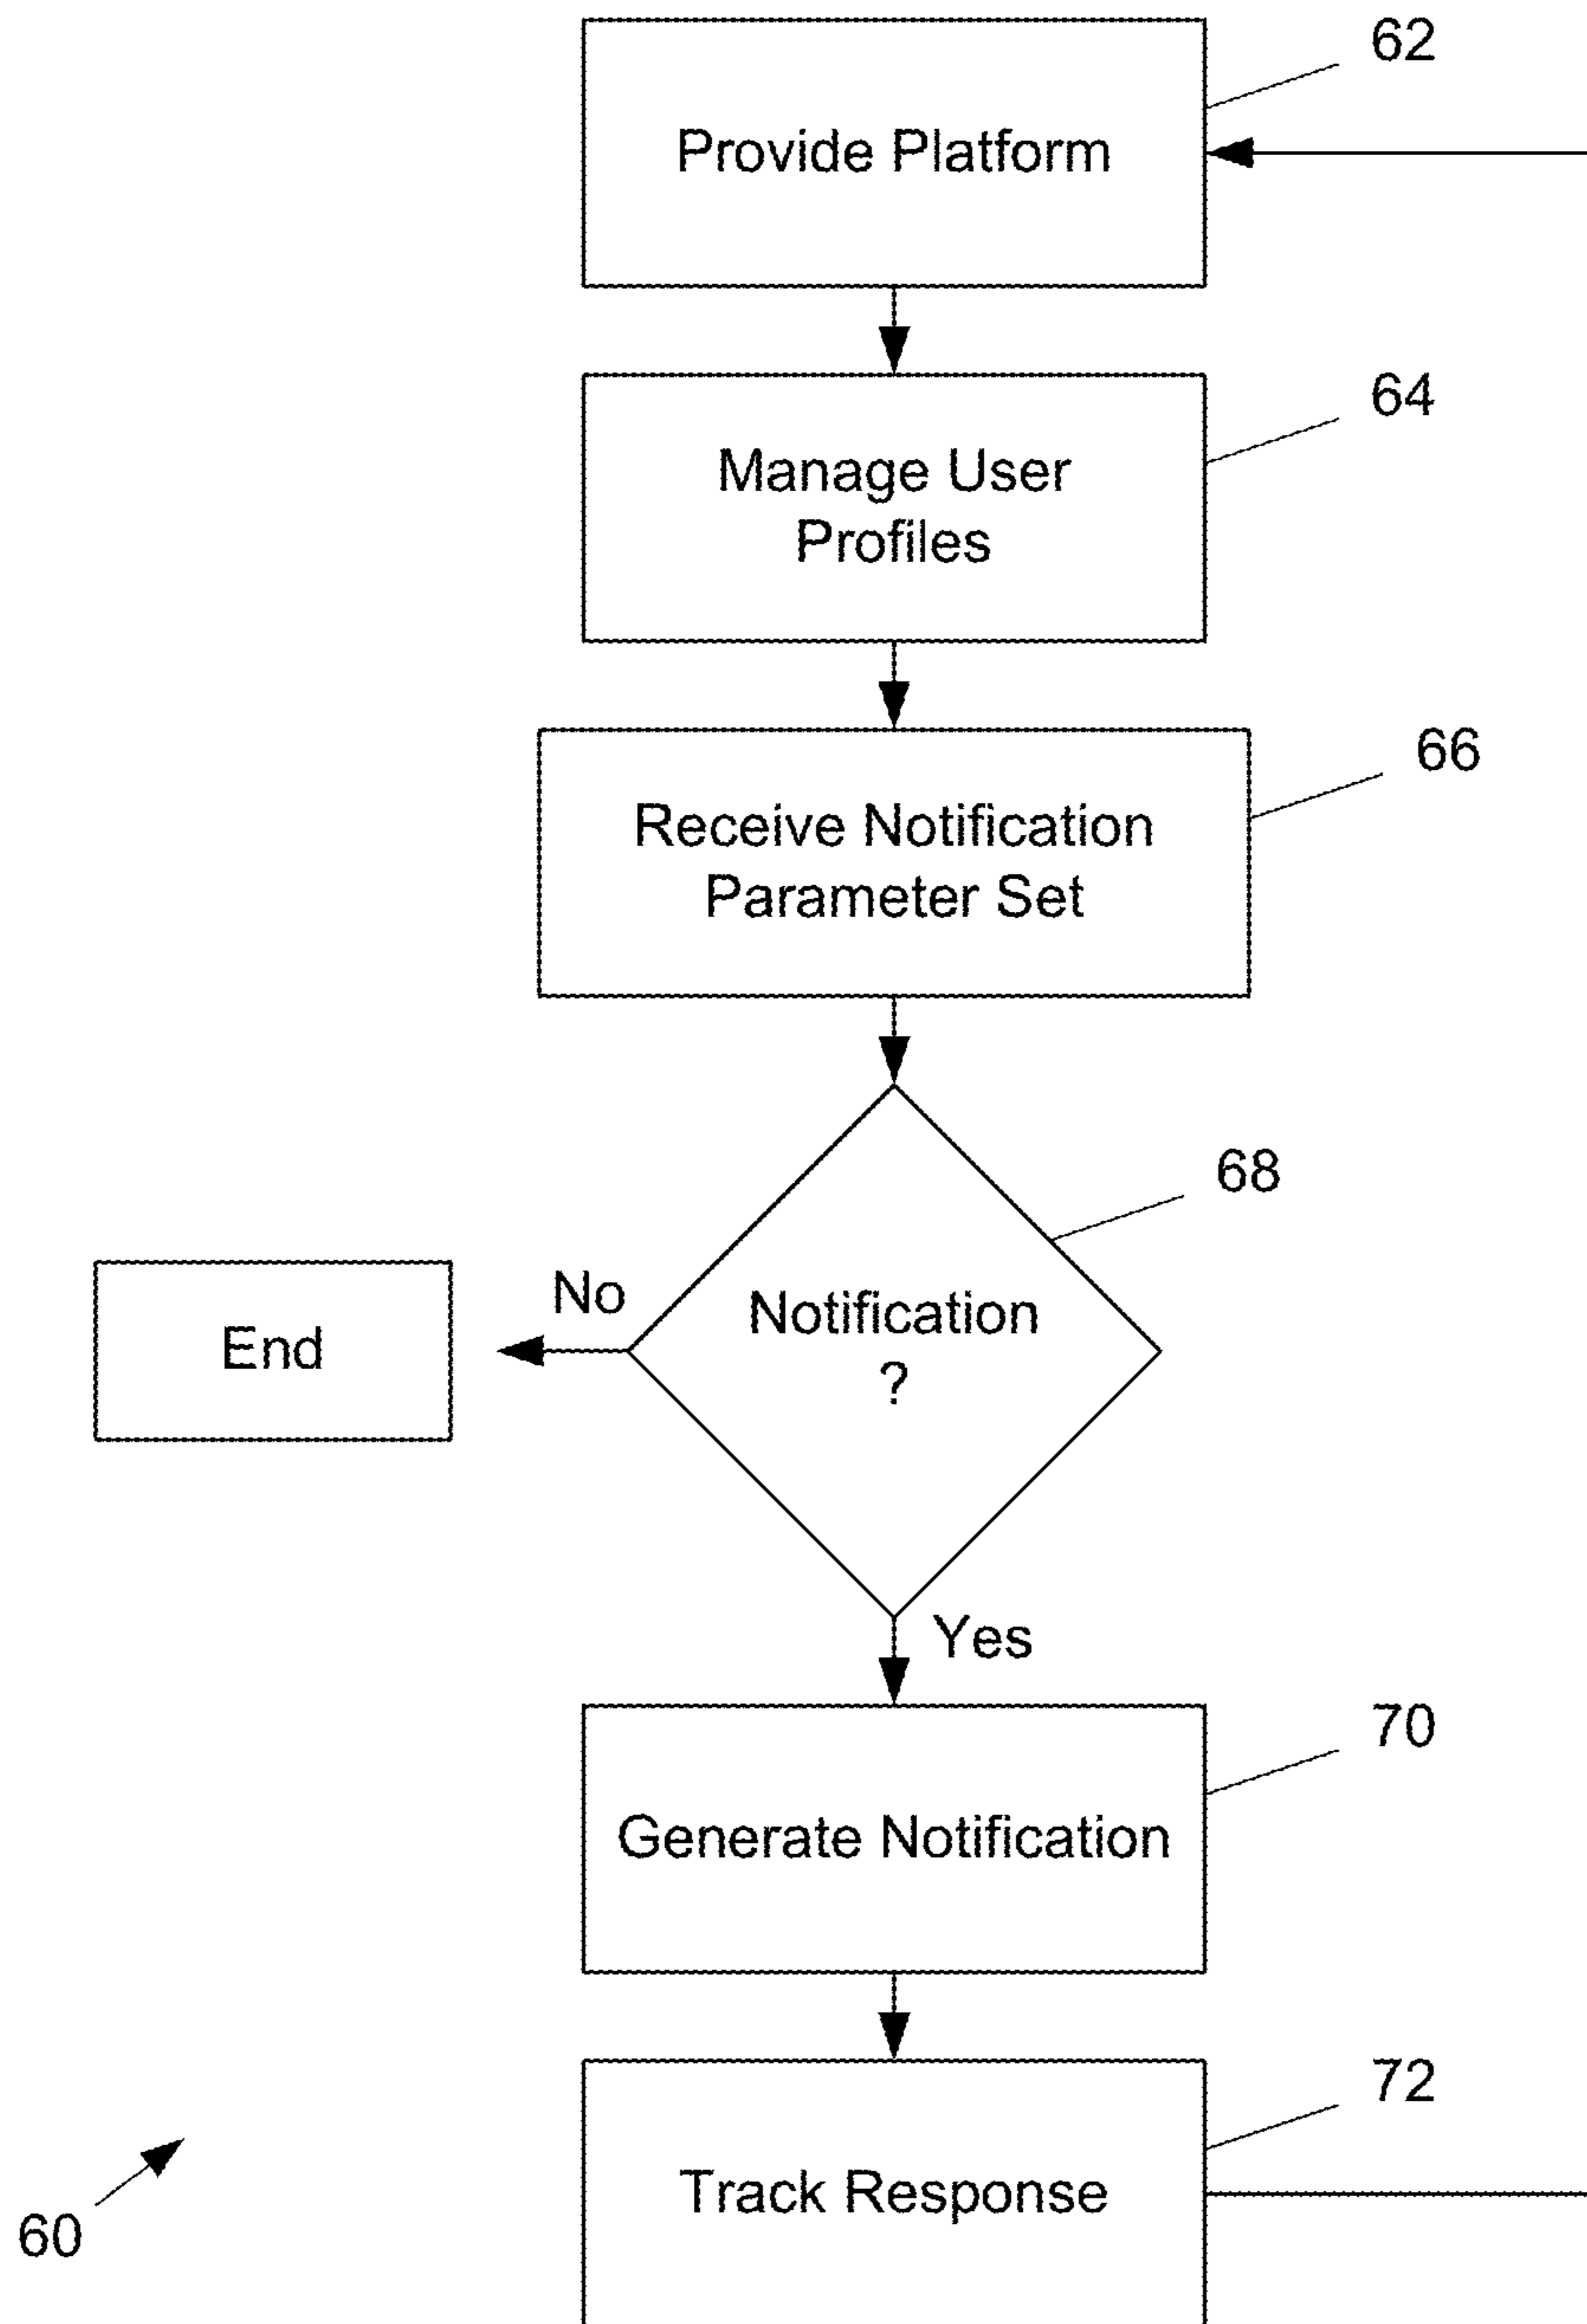 62
Provide Platform
64
Manage User
Profiles
66
Receive Notification
Parameter Set
68
Notification
?
No
End
Yes
70
Generate Notification
72
Track Response
60